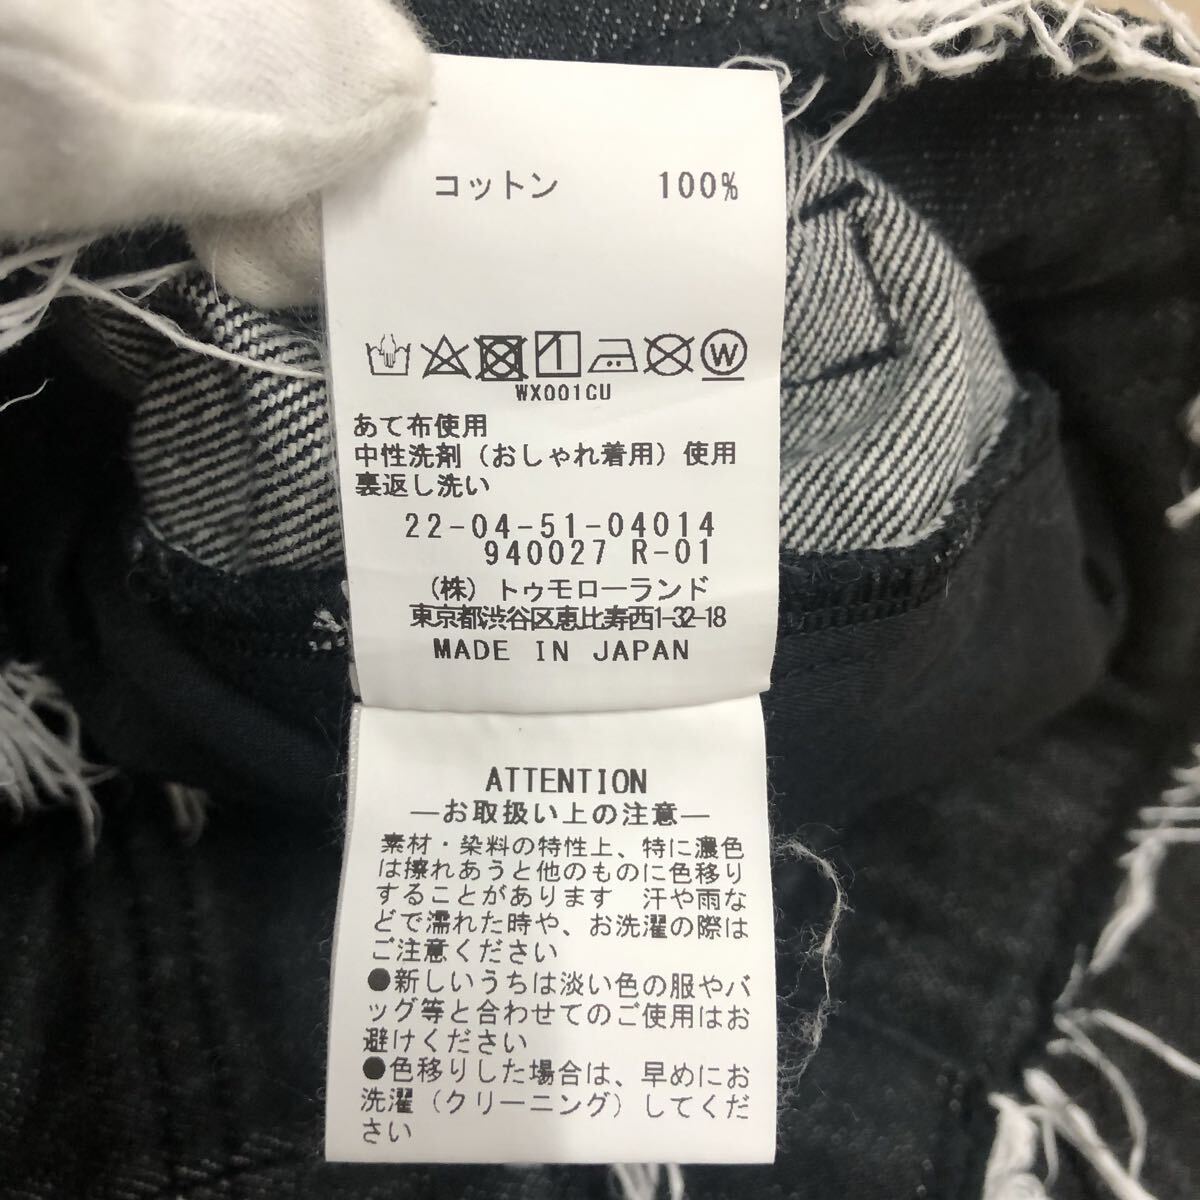 コットン 100%
W
WX001CU
あて布使用
中性洗剤（おしゃれ着用）使用
裏返し洗い
22-04-51-04014
940027 R-01
（株）トゥモローランド
東京都渋谷区恵比寿西1-32-18
MADE IN JAPAN
ATTENTION
―お取扱い上の注意―
素材・染料の特性上、特に濃色
は擦れあうと他のものに色移り
することがあります　汗や雨な
どで濡れた時や、お洗濯の際は
ご注意ください
●新しいうちは淡い色の服やバ
ッグ等と合わせてのご使用はお
避けください
●色移りした場合は、早めにお
洗濯（クリーニング）してくだ
さい